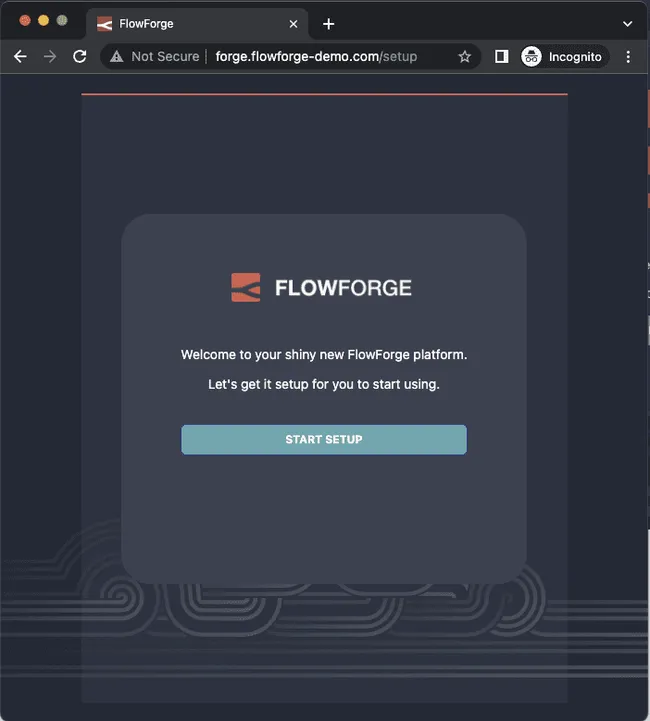 FlowForge
Not Secure | forge.flowforge-demo.com/setup
Incognito
FLOWFORGE
Welcome to your shiny new FlowForge platform.
Let's get it setup for you to start using.
START SETUP